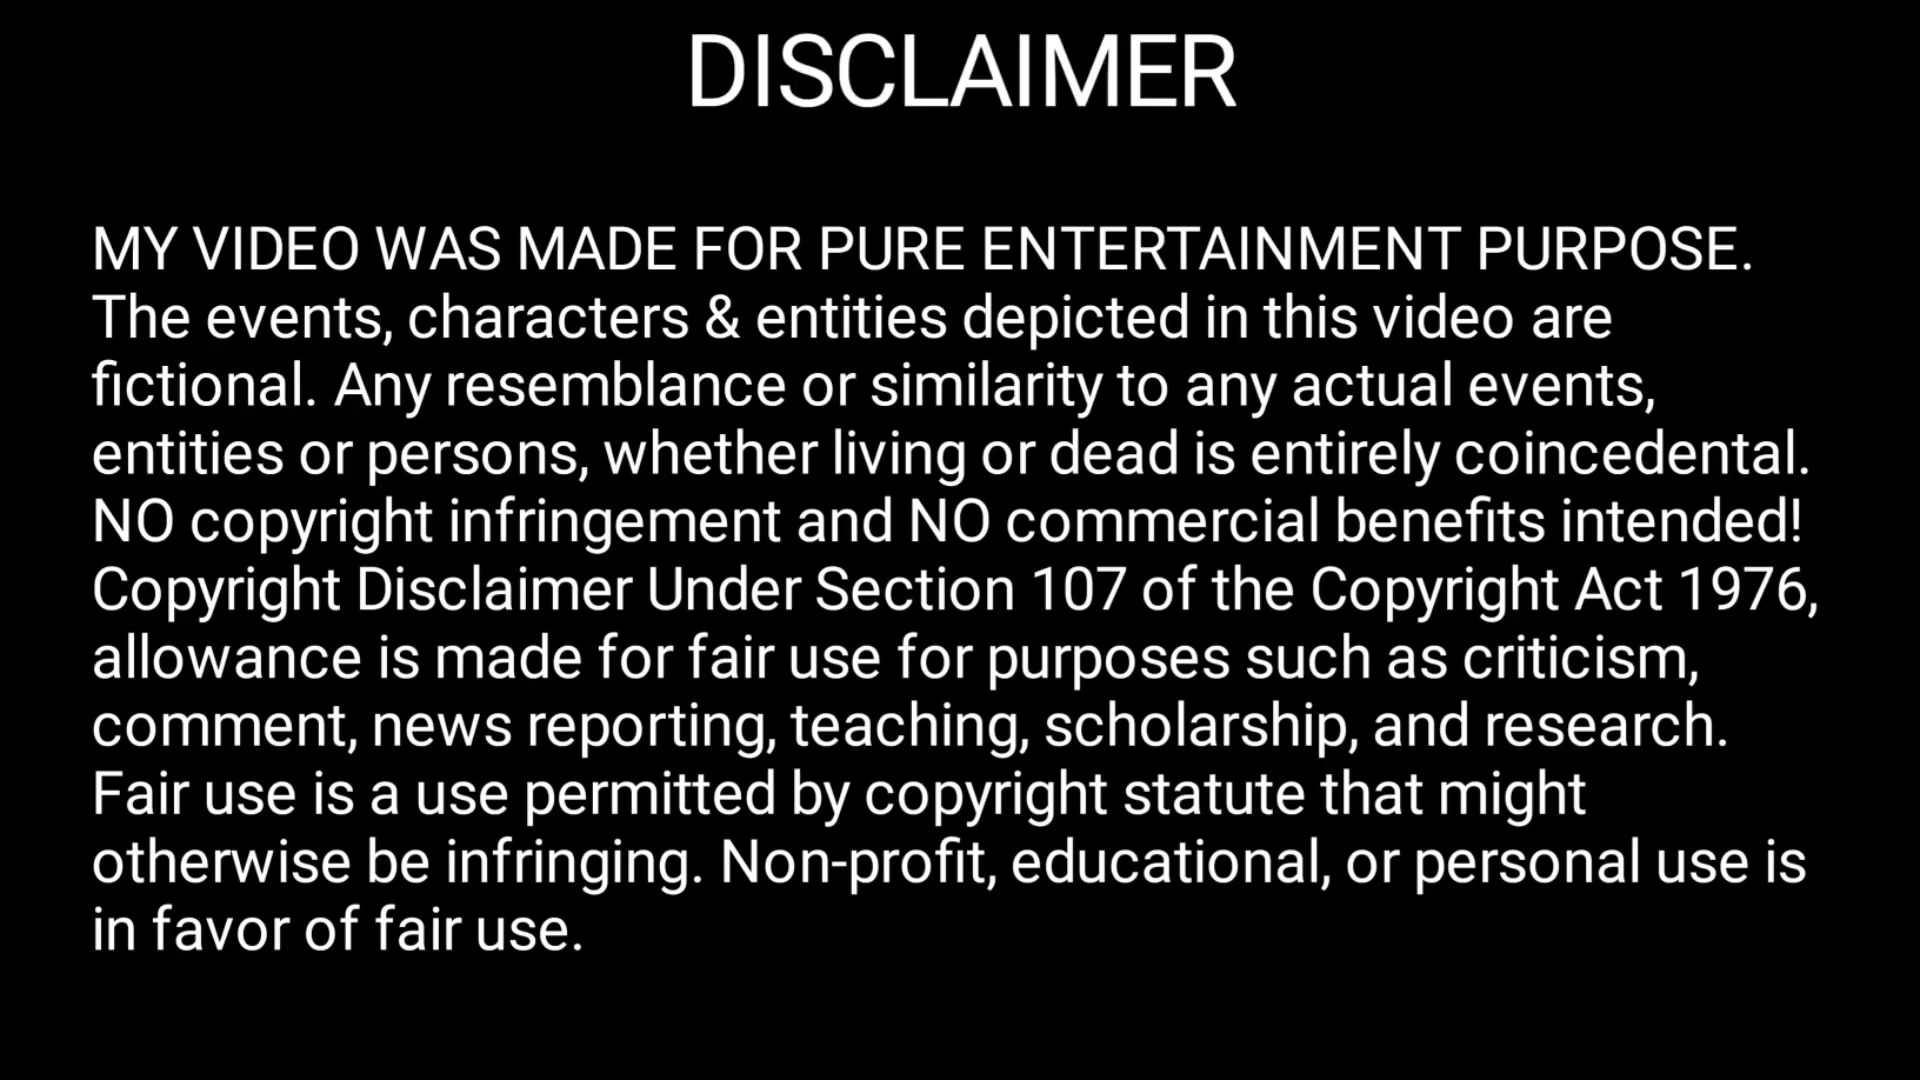 DISCLAIMER
MY VIDEO WAS MADE FOR PURE ENTERTAINMENT PURPOSE.
The events, characters & entities depicted in this video are
fictional. Any resemblance or similarity to any actual events,
entities or persons, whether living or dead is entirely coincedental.
NO copyright infringement and NO commercial benefits intended!
Copyright Disclaimer Under Section 107 of the Copyright Act 1976,
allowance is made for fair use for purposes such as criticism,
comment, news reporting, teaching, scholarship, and research.
Fair use is a use permitted by copyright statute that might
otherwise be infringing. Non-profit, educational, or personal use is
in favor of fair use.